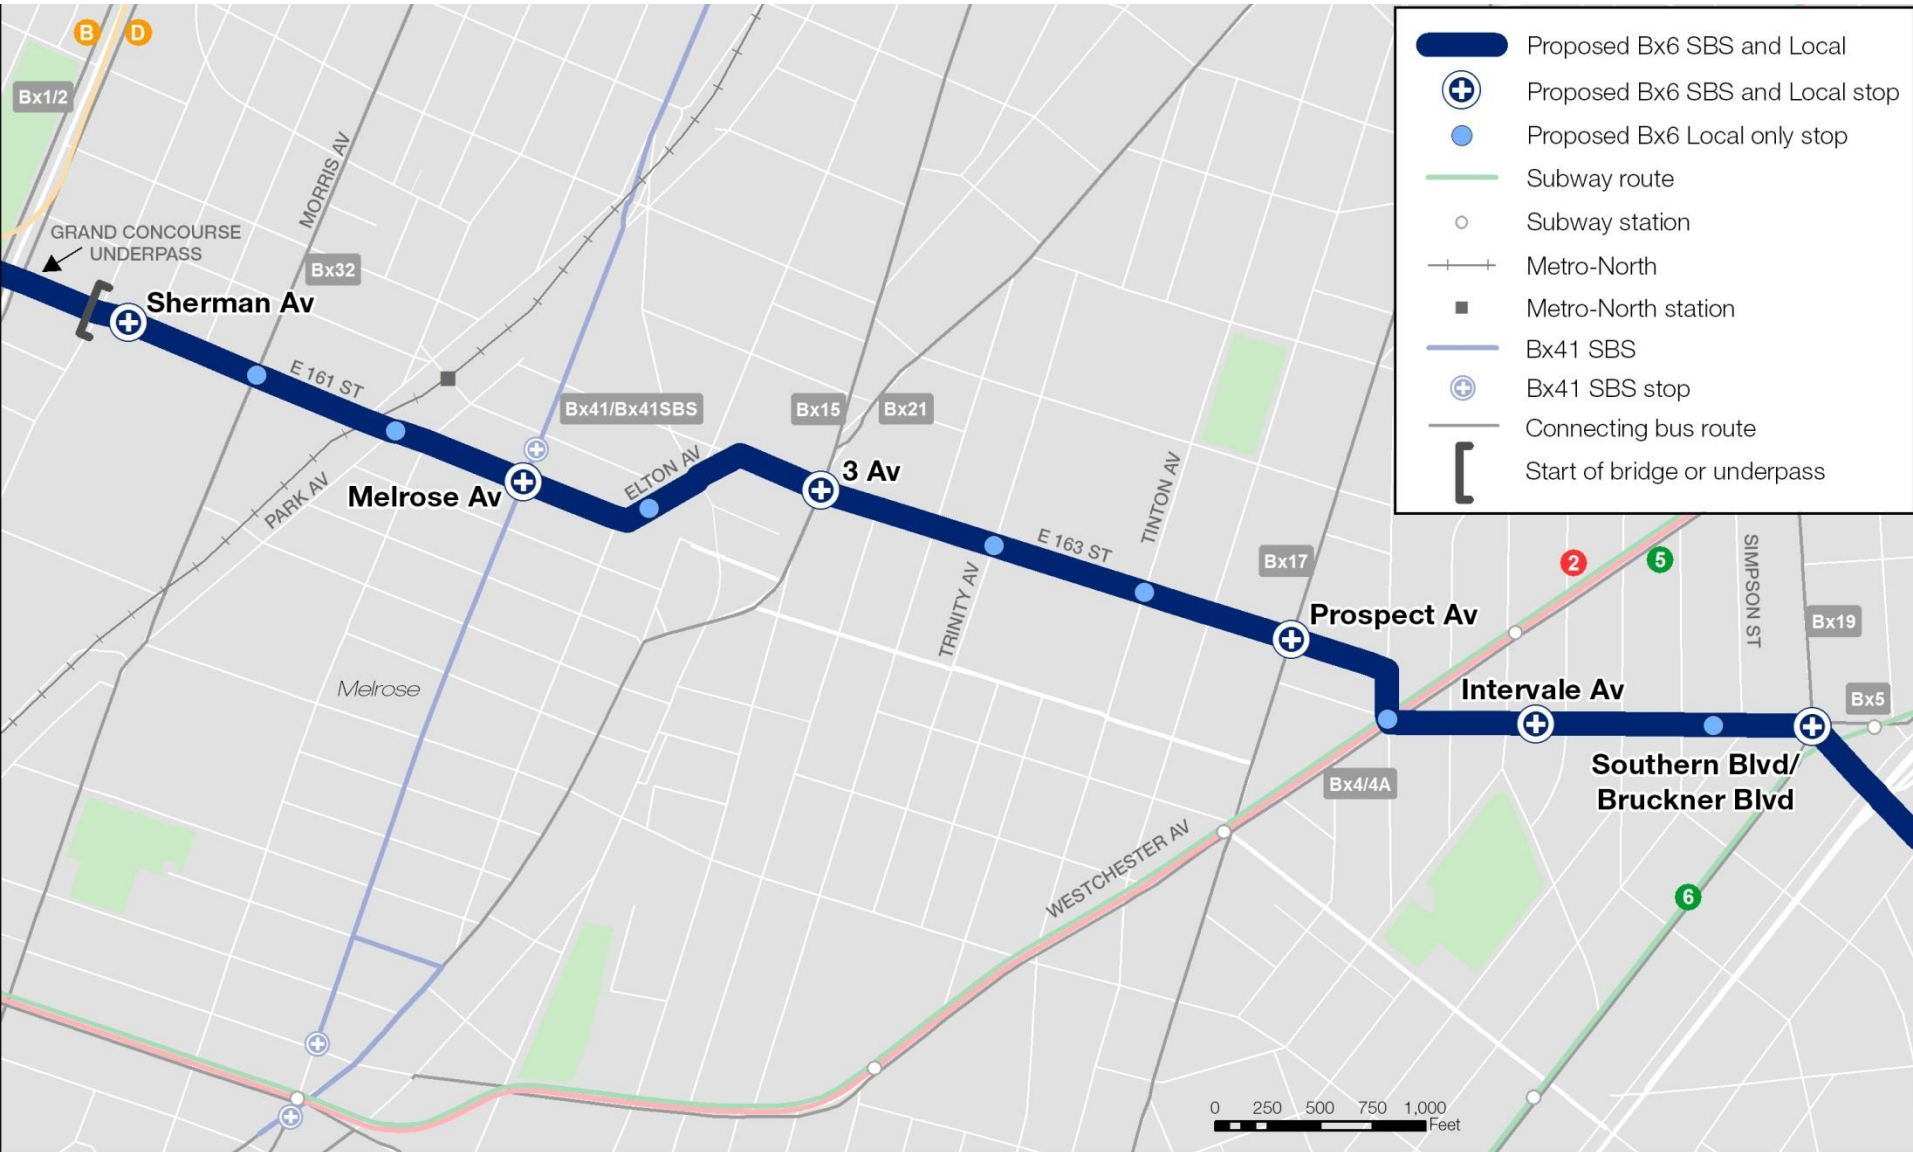 B
D
Bx1/2
GRAND CONCOURSE
UNDERPASS
MORRIS AV
Bx32
Sherman Av
E 161 ST
PARK AV
Melrose Av
Bx41/Bx41SBS
ELTON AV
Bx15
Bx21
3 Av
E 163 ST
TRINITY AV
TINTON AV
Bx17
Prospect Av
2
5
SIMPSON ST
Bx19
Intervale Av
Bx5
Southern Blvd/
Bruckner Blvd
Bx4/4A
WESTCHESTER AV
6
Melrose
Proposed Bx6 SBS and Local
Proposed Bx6 SBS and Local stop
Proposed Bx6 Local only stop
Subway route
Subway station
Metro-North
Metro-North station
Bx41 SBS
Bx41 SBS stop
Connecting bus route
Start of bridge or underpass
0 250 500 750 1,000
Feet